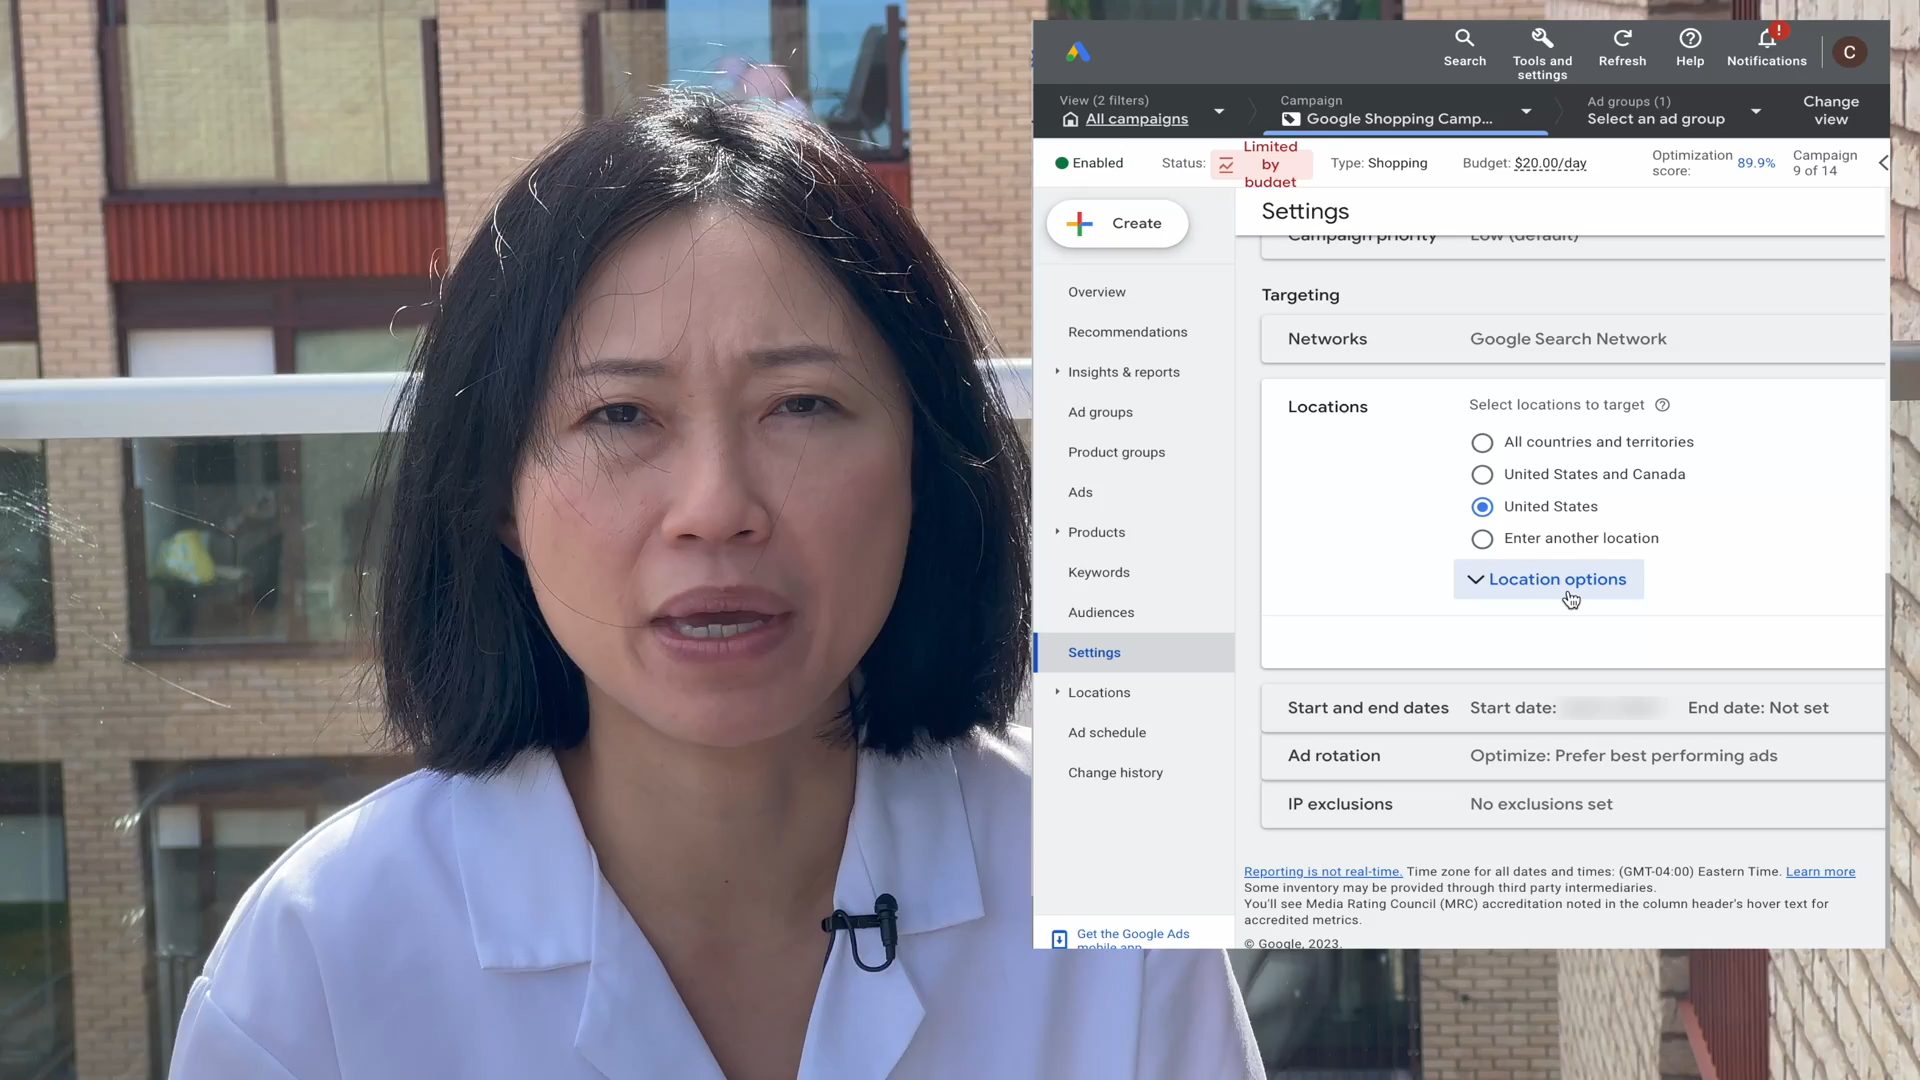 Search
Tools and settings
Refresh
Help
!
Notifications
C
View (2 filters)
All campaigns
Campaign
Google Shopping Camp...
Ad groups (1)
Select an ad group
Change view
Enabled
Status:
Limited by budget
Type: Shopping
Budget: $20.00/day
Optimization score: 89.9%
Campaign 9 of 14
Create
Overview
Recommendations
Insights & reports
Ad groups
Product groups
Ads
Products
Keywords
Audiences
Settings
Locations
Ad schedule
Change history
Get the Google Ads
mobile app
Settings
Campaign priority Low (default)
Targeting
Networks Google Search Network
Locations Select locations to target
All countries and territories
United States and Canada
United States
Enter another location
Location options
Start and end dates Start date: End date: Not set
Ad rotation Optimize: Prefer best performing ads
IP exclusions No exclusions set
Reporting is not real-time. Time zone for all dates and times: (GMT-04:00) Eastern Time. Learn more
Some inventory may be provided through third party intermediaries.
You'll see Media Rating Council (MRC) accreditation noted in the column header's hover text for
accredited metrics.
© Google, 2023.